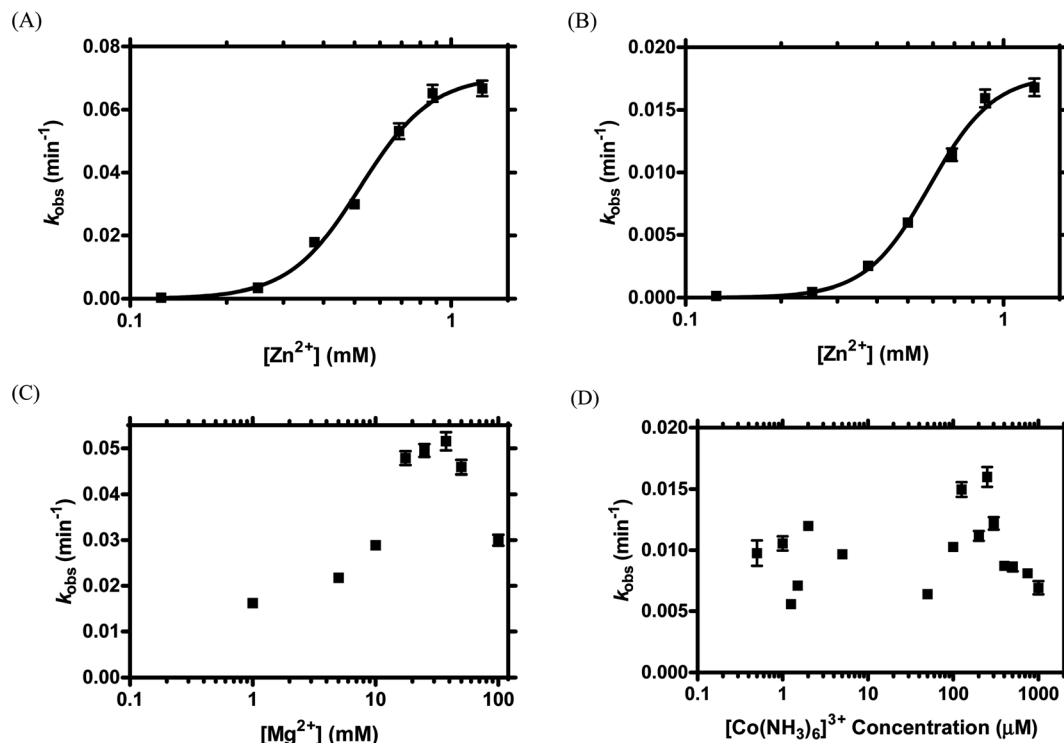 (A)
0.08
0.06
0.04
0.02
0.00
k_obs (min⁻¹)
0.1
1
[Zn²⁺] (mM)
(B)
0.020
0.015
0.010
0.005
0.000
k_obs (min⁻¹)
0.1
1
[Zn²⁺] (mM)
(C)
0.05
0.04
0.03
0.02
0.01
0.00
k_obs (min⁻¹)
0.1
1
10
100
[Mg²⁺] (mM)
(D)
0.020
0.015
0.010
0.005
0.000
k_obs (min⁻¹)
0.1
1
10
100
1000
[Co(NH₃)₆]³⁺ Concentration (μM)